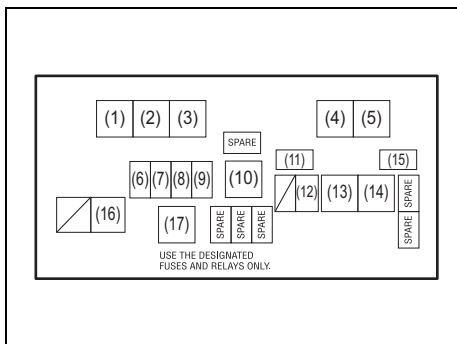 (1) (2) (3) (4) (5)
SPARE
(11) (15)
(6) (7) (8) (9) (10)
(12) (13) (14) SPARE
(16) (17) SPARE SPARE SPARE SPARE
USE THE DESIGNATED
FUSES AND RELAYS ONLY.